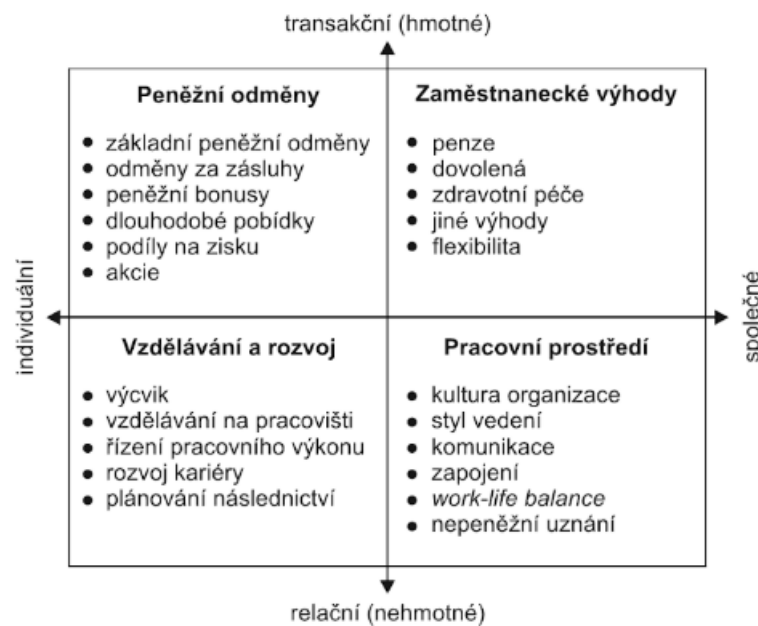 transakční (hmotné)
Peněžní odměny
● základní peněžní odměny
● odměny za zásluhy
● peněžní bonusy
● dlouhodobé pobídky
● podíly na zisku
● akcie
Zaměstnanecké výhody
● penze
● dovolená
● zdravotní péče
● jiné výhody
● flexibilita
individuální
společné
Vzdělávání a rozvoj
● výcvik
● vzdělávání na pracovišti
● řízení pracovního výkonu
● rozvoj kariéry
● plánování následnictví
Pracovní prostředí
● kultura organizace
● styl vedení
● komunikace
● zapojení
● work-life balance
● nepeněžní uznání
relační (nehmotné)